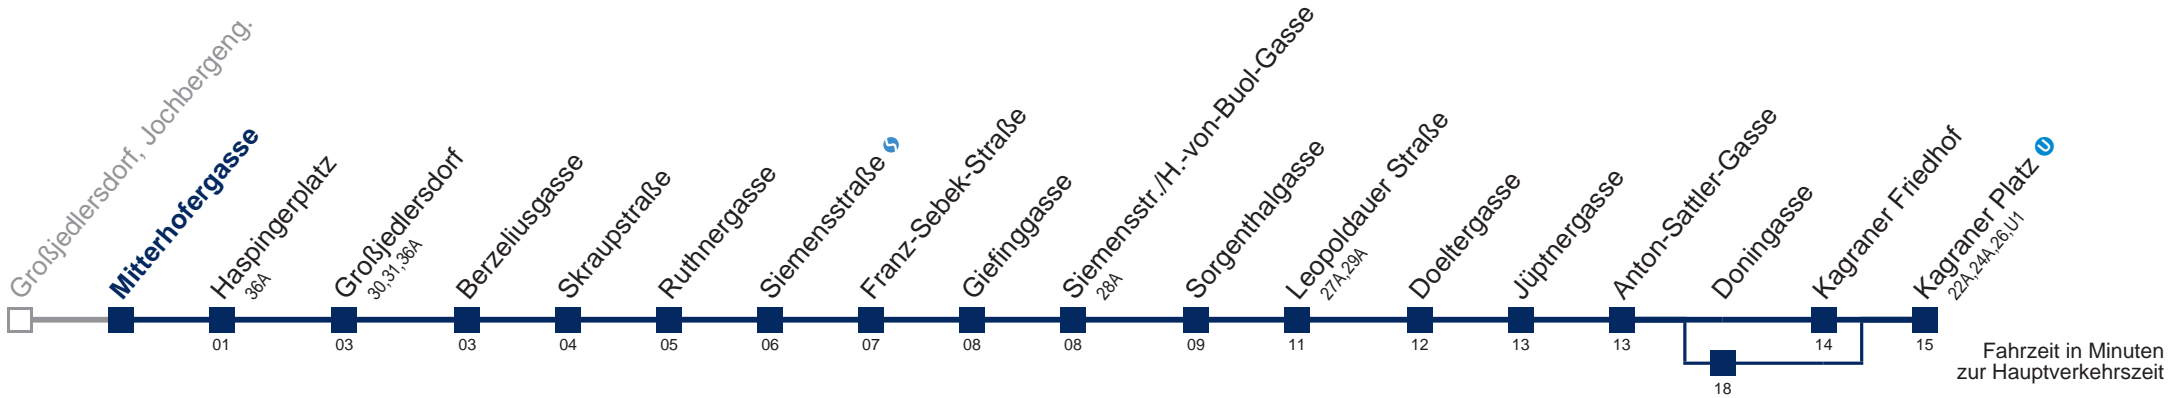 Großjedlersdorf, Jochbergeng.
Mitterhofergasse
Haspingerplatz
36A
Großjedlersdorf
30,31,36A
Berzeliusgasse
Skraupstraße
Ruthnergasse
Siemensstraße S
Franz-Sebek-Straße
Giefinggasse
Siemensstr./H.-von-Buol-Gasse
28A
Sorgenthalgasse
Leopoldauer Straße
27A,29A
Doeltergasse
Jüptnergasse
Anton-Sattler-Gasse
Doningasse
Kagraner Friedhof
Kagraner Platz U
22A,24A,26,U1
01 03 03 04 05 06 07 08 08 09 11 12 13 13 14 15
18
Fahrzeit in Minuten
zur Hauptverkehrszeit